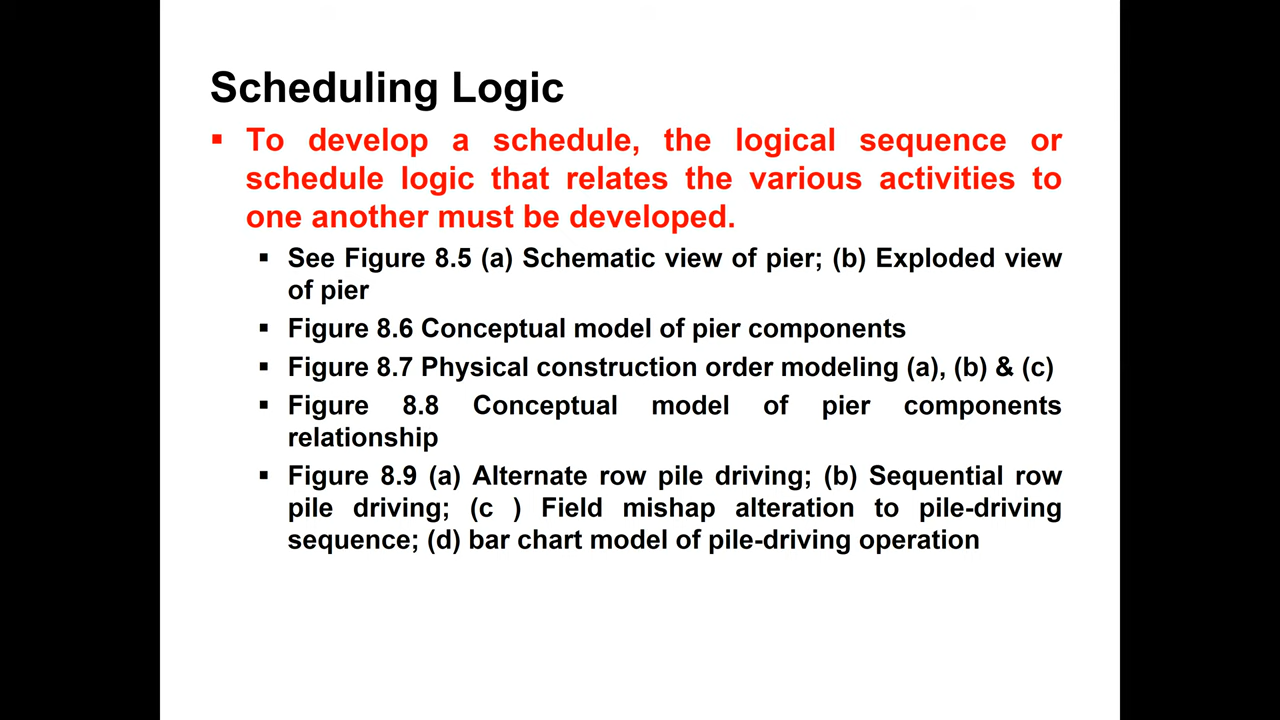 Scheduling Logic
▪ To develop a schedule, the logical sequence or
schedule logic that relates the various activities to
one another must be developed.
▪ See Figure 8.5 (a) Schematic view of pier; (b) Exploded view
of pier
▪ Figure 8.6 Conceptual model of pier components
▪ Figure 8.7 Physical construction order modeling (a), (b) & (c)
▪ Figure 8.8 Conceptual model of pier components
relationship
▪ Figure 8.9 (a) Alternate row pile driving; (b) Sequential row
pile driving; (c ) Field mishap alteration to pile-driving
sequence; (d) bar chart model of pile-driving operation